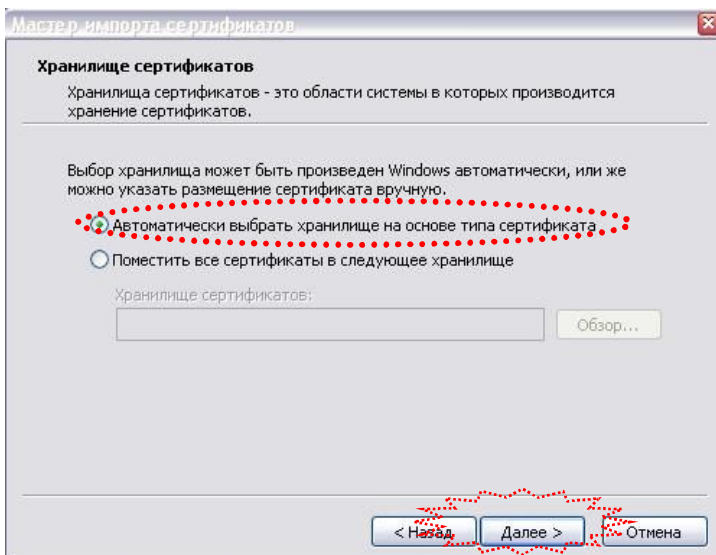 Мастер импорта сертификатов
Хранилище сертификатов
Хранилища сертификатов - это области системы в которых производится
хранение сертификатов.
Выбор хранилища может быть произведен Windows автоматически, или же
можно указать размещение сертификата вручную.
Автоматически выбрать хранилище на основе типа сертификата
Поместить все сертификаты в следующее хранилище
Хранилище сертификатов:
Обзор...
< Назад Далее > Отмена